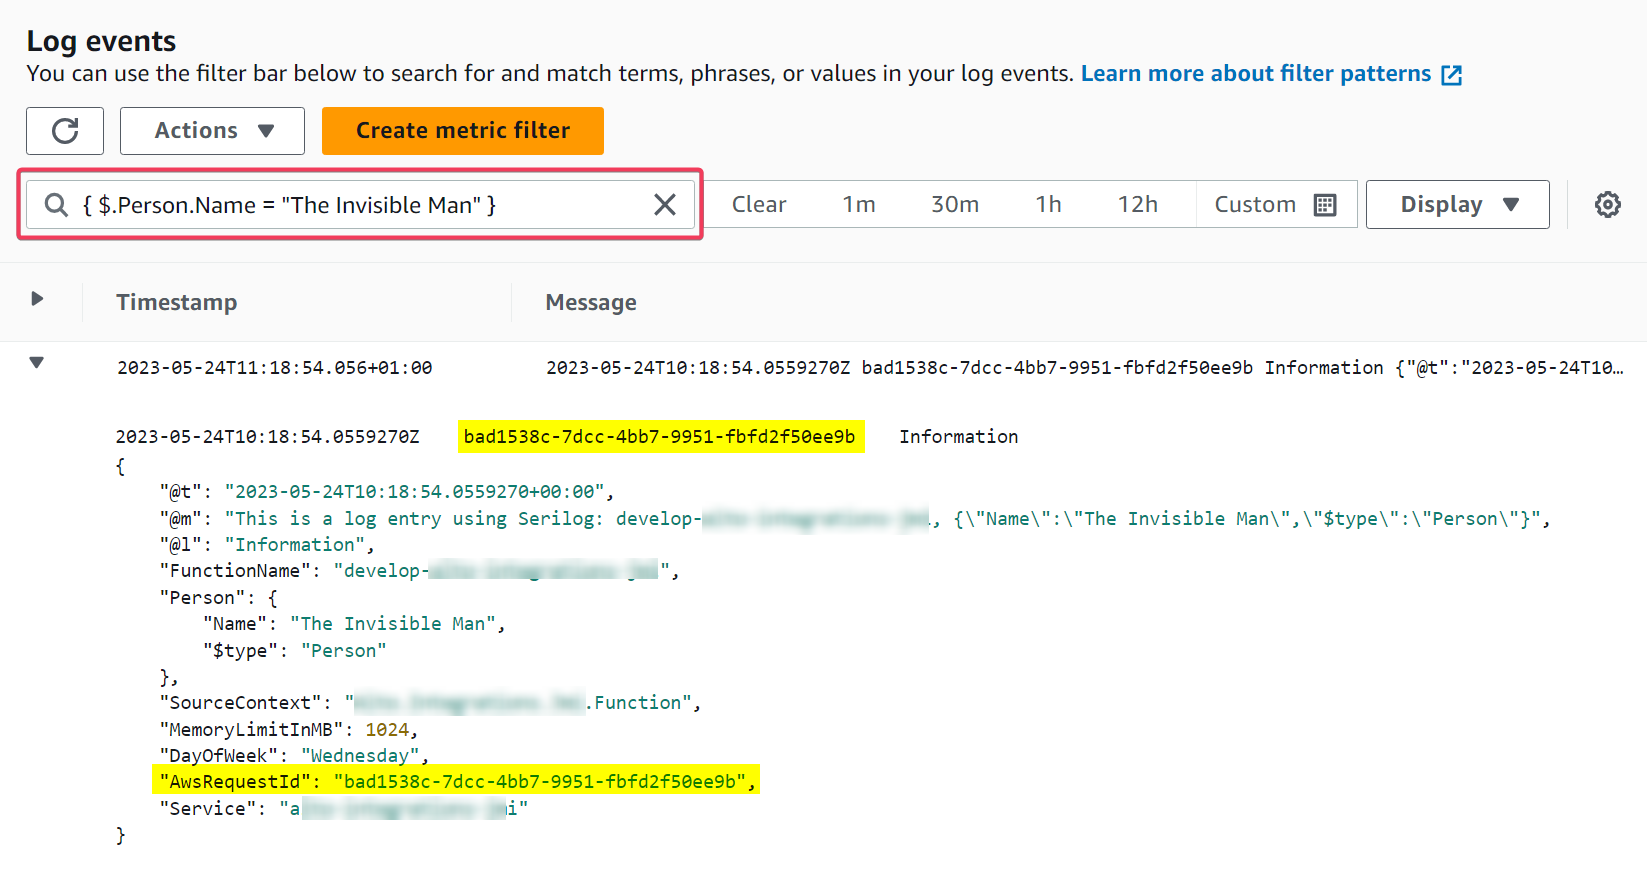 Log events
You can use the filter bar below to search for and match terms, phrases, or values in your log events. Learn more about filter patterns
Actions
Create metric filter
{ $.Person.Name = "The Invisible Man" }
Clear 1m 30m 1h 12h Custom
Display
Timestamp Message
2023-05-24T11:18:54.056+01:00 2023-05-24T10:18:54.0559270Z bad1538c-7dcc-4bb7-9951-fbfd2f50ee9b Information {"@t":"2023-05-24T10...
2023-05-24T10:18:54.0559270Z bad1538c-7dcc-4bb7-9951-fbfd2f50ee9b Information
{
"@t": "2023-05-24T10:18:54.0559270+00:00",
"@m": "This is a log entry using Serilog: develop- , {\"Name\":\"The Invisible Man\",\"$type\":\"Person\"}",
"@l": "Information",
"FunctionName": "develop- ",
"Person": {
"Name": "The Invisible Man",
"$type": "Person"
},
"SourceContext": " .Function",
"MemoryLimitInMB": 1024,
"DayOfWeek": "Wednesday",
"AwsRequestId": "bad1538c-7dcc-4bb7-9951-fbfd2f50ee9b",
"Service": "a i"
}